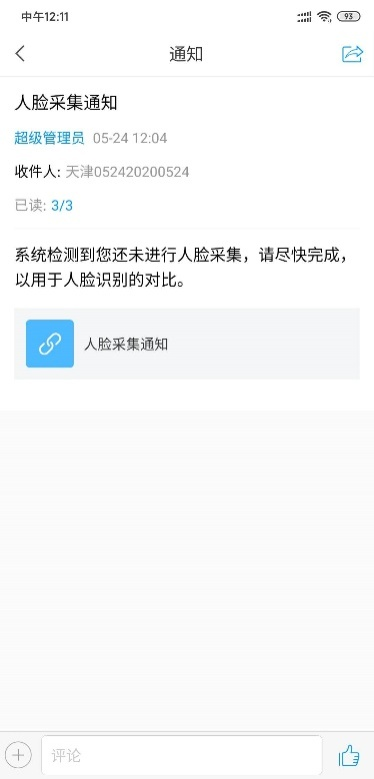 中午12:11
93
通知
人脸采集通知
超级管理员 05-24 12:04
收件人: 天津052420200524
已读: 3/3
系统检测到您还未进行人脸采集，请尽快完成，
以用于人脸识别的对比。
人脸采集通知
评论